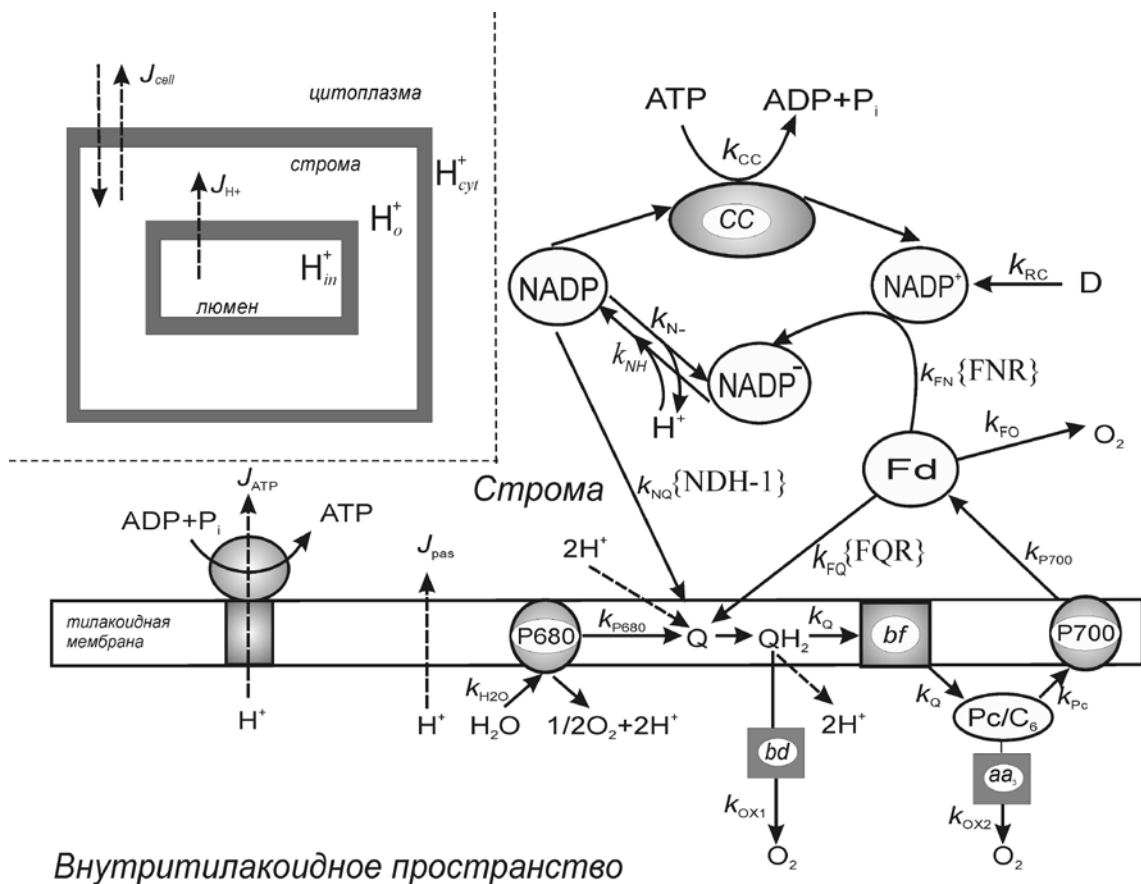 J_cell
цитоплазма
строма
H⁺_cyt
J_H+
H⁺_o
H⁺_in
люмен
ATP
ADP+P_i
k_CC
CC
NADP
NADP⁺
k_RC
D
k_N-
k_NH
NADP⁻
H⁺
k_FN{FNR}
k_FO
O₂
Fd
Строма
k_NQ{NDH-1}
k_FQ{FQR}
k_P700
J_ATP
ADP+P_i
ATP
J_pas
2H⁺
тилакоидная
мембрана
P680
k_P680
Q
QH₂
k_Q
bf
P700
k_H2O
k_Q
k_Pc
H⁺
H⁺
H₂O
1/2O₂+2H⁺
2H⁺
Pc/C₆
bd
aa₃
k_OX1
k_OX2
O₂
O₂
Внутритилакоидное пространство